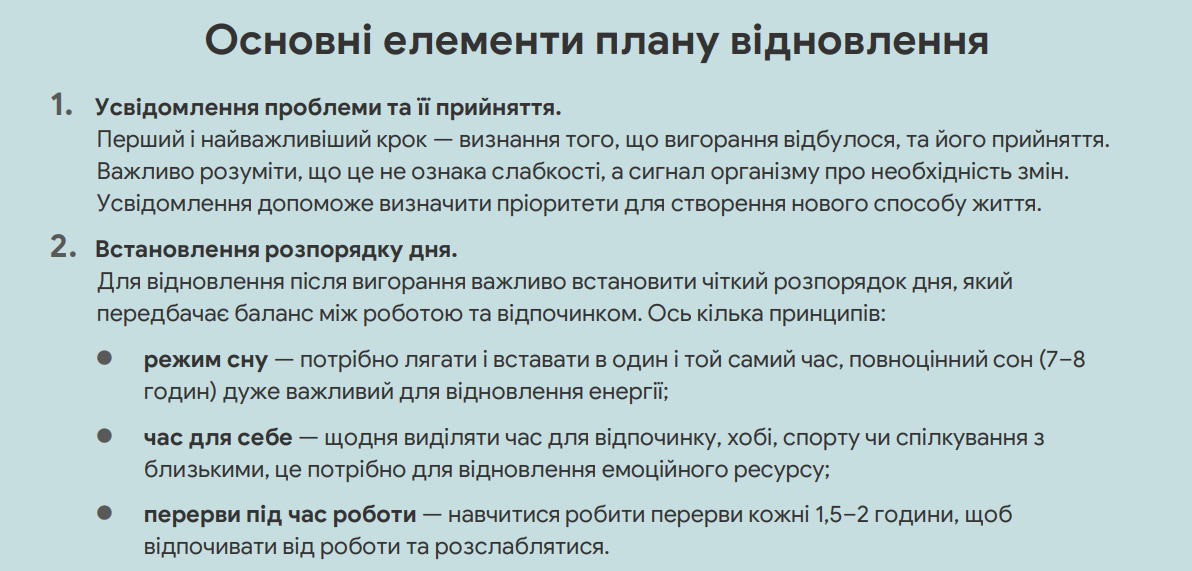 Основні елементи плану відновлення
1. Усвідомлення проблеми та її прийняття.
Перший і найважливіший крок — визнання того, що вигорання відбулося, та його прийняття.
Важливо розуміти, що це не ознака слабкості, а сигнал організму про необхідність змін.
Усвідомлення допоможе визначити пріоритети для створення нового способу життя.
2. Встановлення розпорядку дня.
Для відновлення після вигорання важливо встановити чіткий розпорядок дня, який
передбачає баланс між роботою та відпочинком. Ось кілька принципів:
● режим сну — потрібно лягати і вставати в один і той самий час, повноцінний сон (7–8
годин) дуже важливий для відновлення енергії;
● час для себе — щодня виділяти час для відпочинку, хобі, спорту чи спілкування з
близькими, це потрібно для відновлення емоційного ресурсу;
● перерви під час роботи — навчитися робити перерви кожні 1,5–2 години, щоб
відпочивати від роботи та розслаблятися.